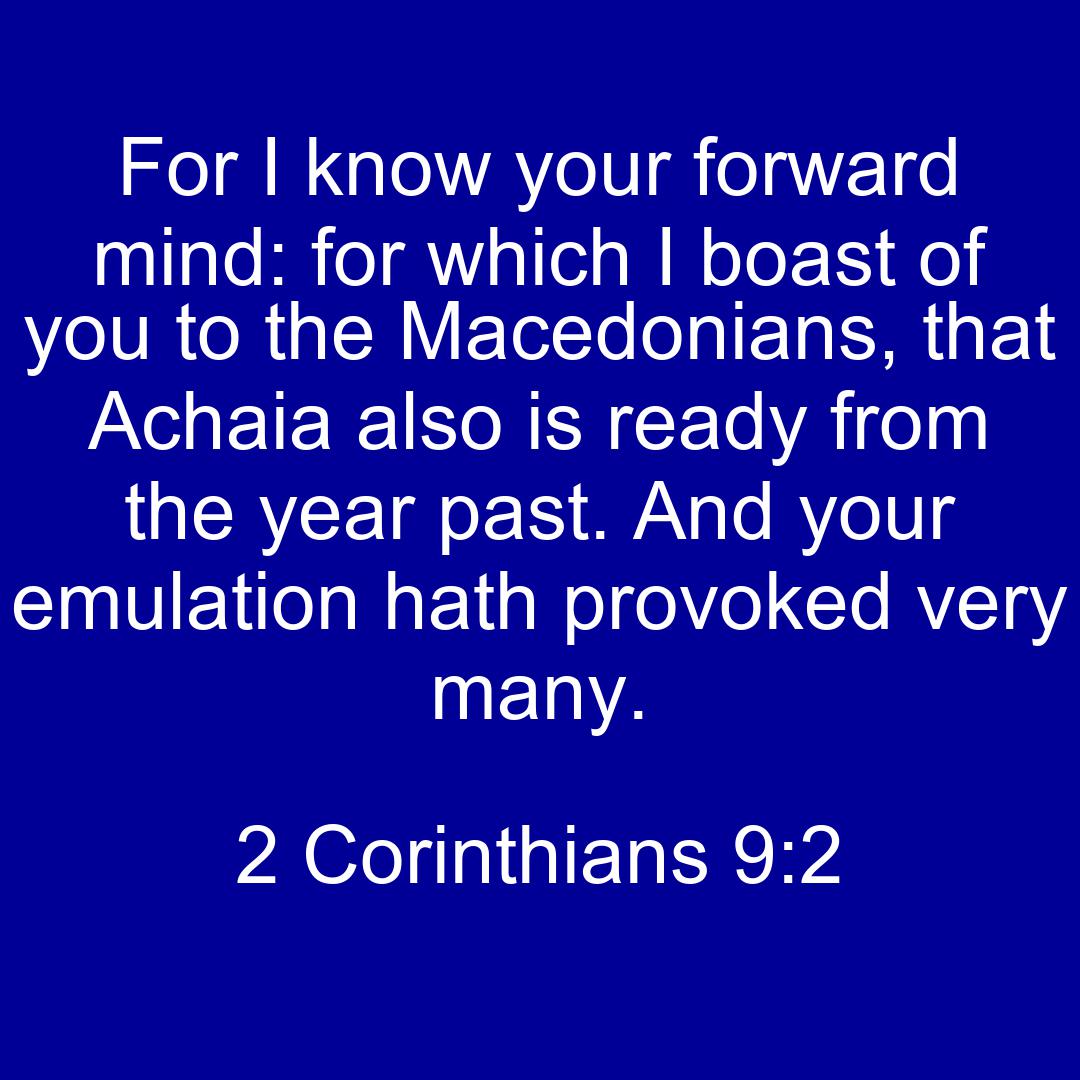 For I know your forward
mind: for which I boast of
you to the Macedonians, that
Achaia also is ready from
the year past. And your
emulation hath provoked very
many.
2 Corinthians 9:2